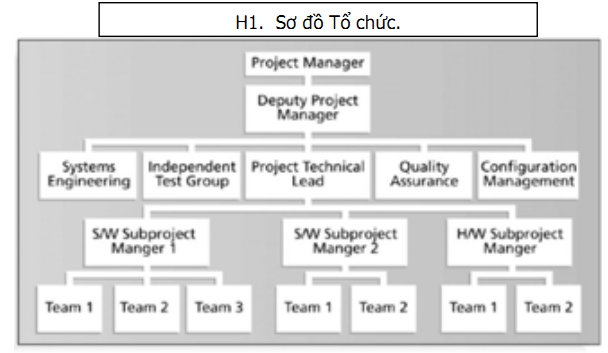 H1. Sơ đồ Tổ chức.
Project Manager
Deputy Project
Manager
Systems
Engineering
Independent
Test Group
Project Technical
Lead
Quality
Assurance
Configuration
Management
S/W Subproject
Manger 1
S/W Subproject
Manger 2
H/W Subproject
Manger
Team 1
Team 2
Team 3
Team 1
Team 2
Team 1
Team 2